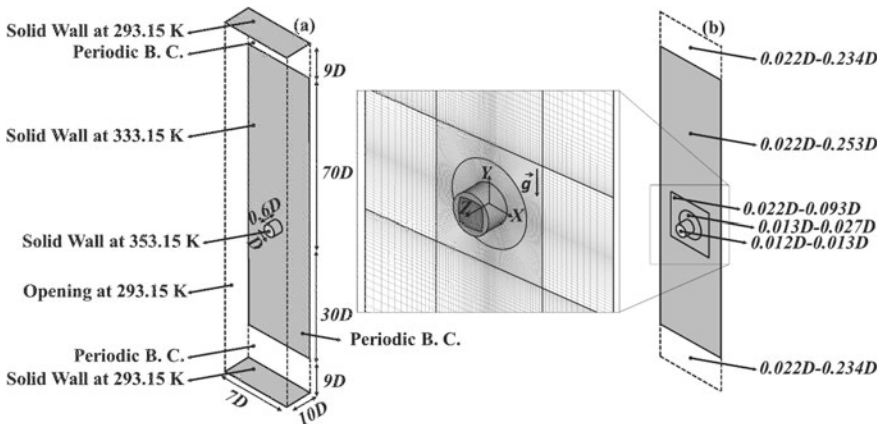 (a)
Solid Wall at 293.15 K
Periodic B. C.
9D
Solid Wall at 333.15 K
70D
0.6D
D
Solid Wall at 353.15 K
Opening at 293.15 K
30D
Periodic B. C.
Periodic B. C.
Solid Wall at 293.15 K
9D
7D
10D
Y
g
Z
X
(b)
0.022D-0.234D
0.022D-0.253D
0.022D-0.093D
0.013D-0.027D
0.012D-0.013D
0.022D-0.234D